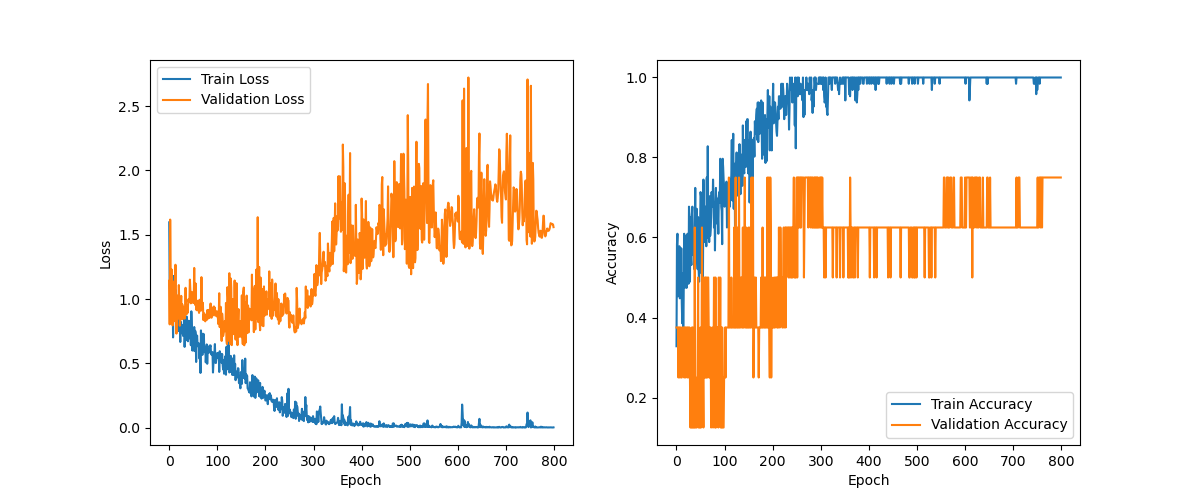 Train Loss
Validation Loss
2.5
2.0
1.5
1.0
0.5
0.0
Loss
0 100 200 300 400 500 600 700 800
Epoch
1.0
0.8
0.6
0.4
0.2
Accuracy
Train Accuracy
Validation Accuracy
0 100 200 300 400 500 600 700 800
Epoch